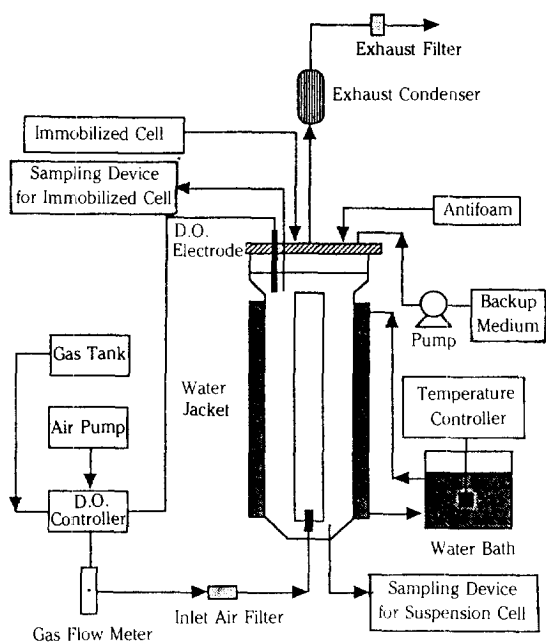 Exhaust Filter
Exhaust Condenser
Immobilized Cell
Sampling Device
for Immobilized Cell
D.O.
Electrode
Antifoam
Backup
Medium
Pump
Gas Tank
Water
Jacket
Temperature
Controller
Air Pump
D.O.
Controller
Water Bath
Inlet Air Filter
Sampling Device
for Suspension Cell
Gas Flow Meter